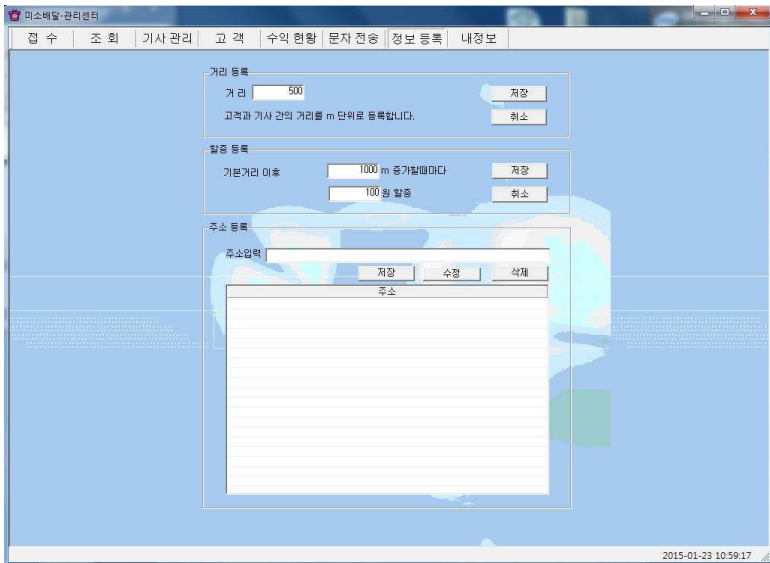 미소배달-관리센터
접 수 조 회 기사 관리 고 객 수익 현황 문자 전송 정보 등록 내정보
거리 등록
거 리 500 저장
고객과 기사 간의 거리를 m 단위로 등록합니다. 취소
할증 등록
기본거리 이후 1000 m 증가할때마다 저장
100 원 할증 취소
주소 등록
주소입력
저장 수정 삭제
주소
2015-01-23 10:59:17